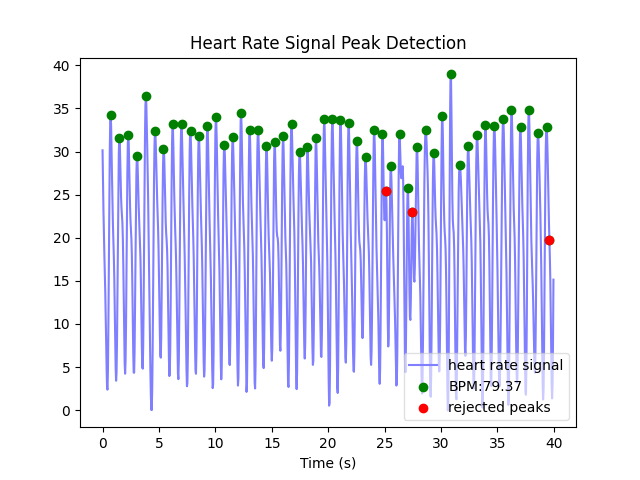 Heart Rate Signal Peak Detection
40
35
30
25
20
15
10
5
0
heart rate signal
BPM:79.37
rejected peaks
0 5 10 15 20 25 30 35 40
Time (s)